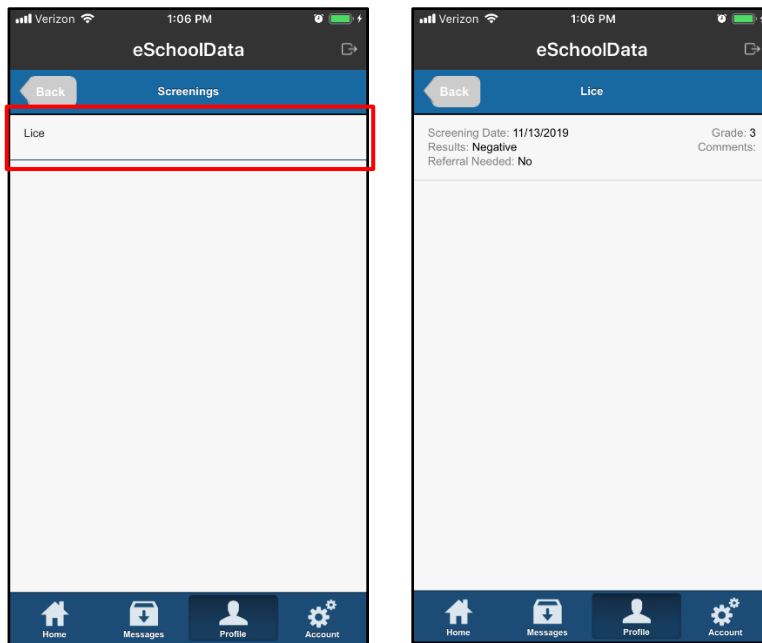 Verizon 1:06 PM
eSchoolData
Back Screenings
Lice
Home Messages Profile Account
Verizon 1:06 PM
eSchoolData
Back Lice
Screening Date: 11/13/2019 Grade: 3
Results: Negative Comments:
Referral Needed: No
Home Messages Profile Account